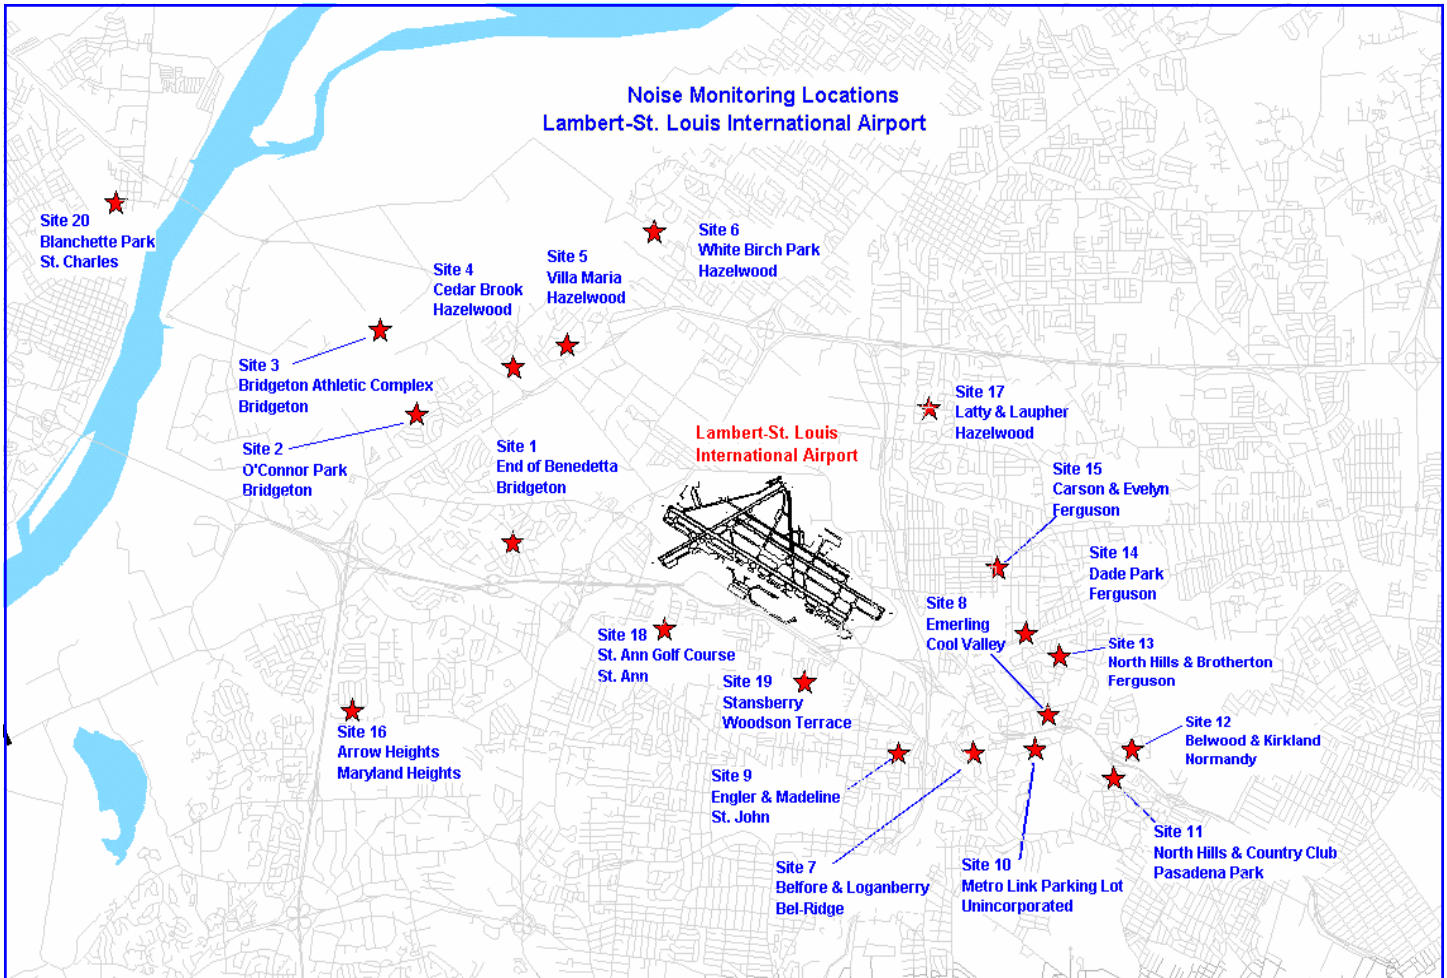 Noise Monitoring Locations
Lambert-St. Louis International Airport
Site 20
Blanchette Park
St. Charles
Site 6
White Birch Park
Hazelwood
Site 5
Villa Maria
Hazelwood
Site 4
Cedar Brook
Hazelwood
Site 3
Bridgeton Athletic Complex
Bridgeton
Site 17
Latty & Laupher
Hazelwood
Site 2
O'Connor Park
Bridgeton
Site 1
End of Benedetta
Bridgeton
Lambert-St. Louis
International Airport
Site 15
Carson & Evelyn
Ferguson
Site 14
Dade Park
Ferguson
Site 8
Emerling
Cool Valley
Site 18
St. Ann Golf Course
St. Ann
Site 13
North Hills & Brotherton
Ferguson
Site 19
Stansberry
Woodson Terrace
Site 16
Arrow Heights
Maryland Heights
Site 12
Belwood & Kirkland
Normandy
Site 9
Engler & Madeline
St. John
Site 11
North Hills & Country Club
Pasadena Park
Site 7
Belfore & Loganberry
Bel-Ridge
Site 10
Metro Link Parking Lot
Unincorporated